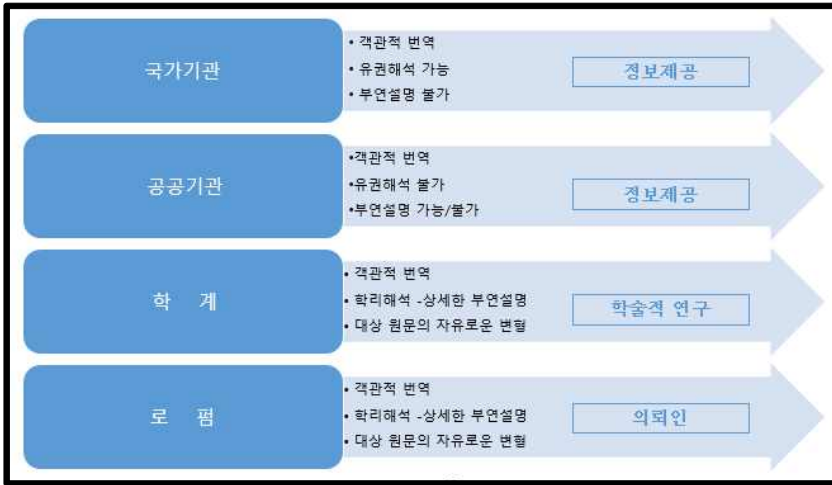 국가기관
• 객관적 번역
• 유권해석 가능
• 부연설명 불가
정보제공
공공기관
•객관적 번역
•유권해석 불가
•부연설명 가능/불가
정보제공
학 계
• 객관적 번역
• 학리해석 -상세한 부연설명
• 대상 원문의 자유로운 변형
학술적 연구
로 펌
• 객관적 번역
• 학리해석 -상세한 부연설명
• 대상 원문의 자유로운 변형
의뢰인